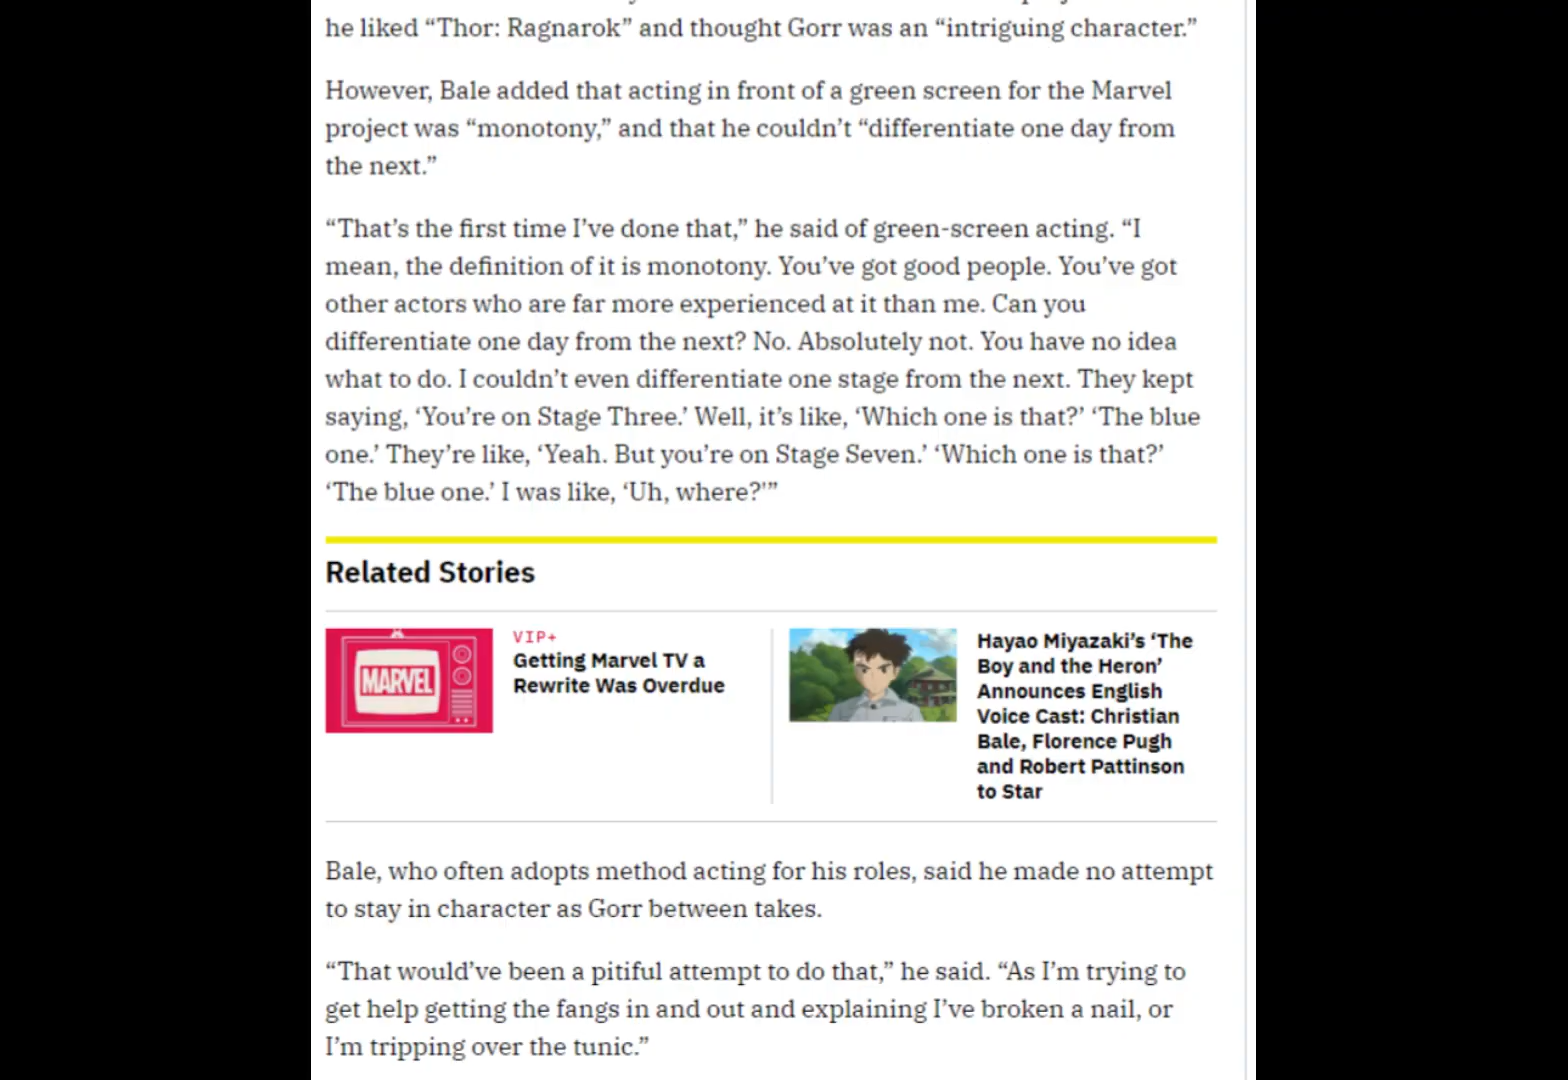 he liked “Thor: Ragnarok” and thought Gorr was an “intriguing character.”
However, Bale added that acting in front of a green screen for the Marvel
project was “monotony,” and that he couldn’t “differentiate one day from
the next.”
“That’s the first time I’ve done that,” he said of green-screen acting. “I
mean, the definition of it is monotony. You’ve got good people. You’ve got
other actors who are far more experienced at it than me. Can you
differentiate one day from the next? No. Absolutely not. You have no idea
what to do. I couldn’t even differentiate one stage from the next. They kept
saying, ‘You’re on Stage Three.’ Well, it’s like, ‘Which one is that?’ ‘The blue
one.’ They’re like, ‘Yeah. But you’re on Stage Seven.’ ‘Which one is that?’
‘The blue one.’ I was like, ‘Uh, where?'”
Related Stories
MARVEL
VIP+
Getting Marvel TV a
Rewrite Was Overdue
Hayao Miyazaki’s ‘The
Boy and the Heron’
Announces English
Voice Cast: Christian
Bale, Florence Pugh
and Robert Pattinson
to Star
Bale, who often adopts method acting for his roles, said he made no attempt
to stay in character as Gorr between takes.
“That would’ve been a pitiful attempt to do that,” he said. “As I’m trying to
get help getting the fangs in and out and explaining I’ve broken a nail, or
I’m tripping over the tunic.”